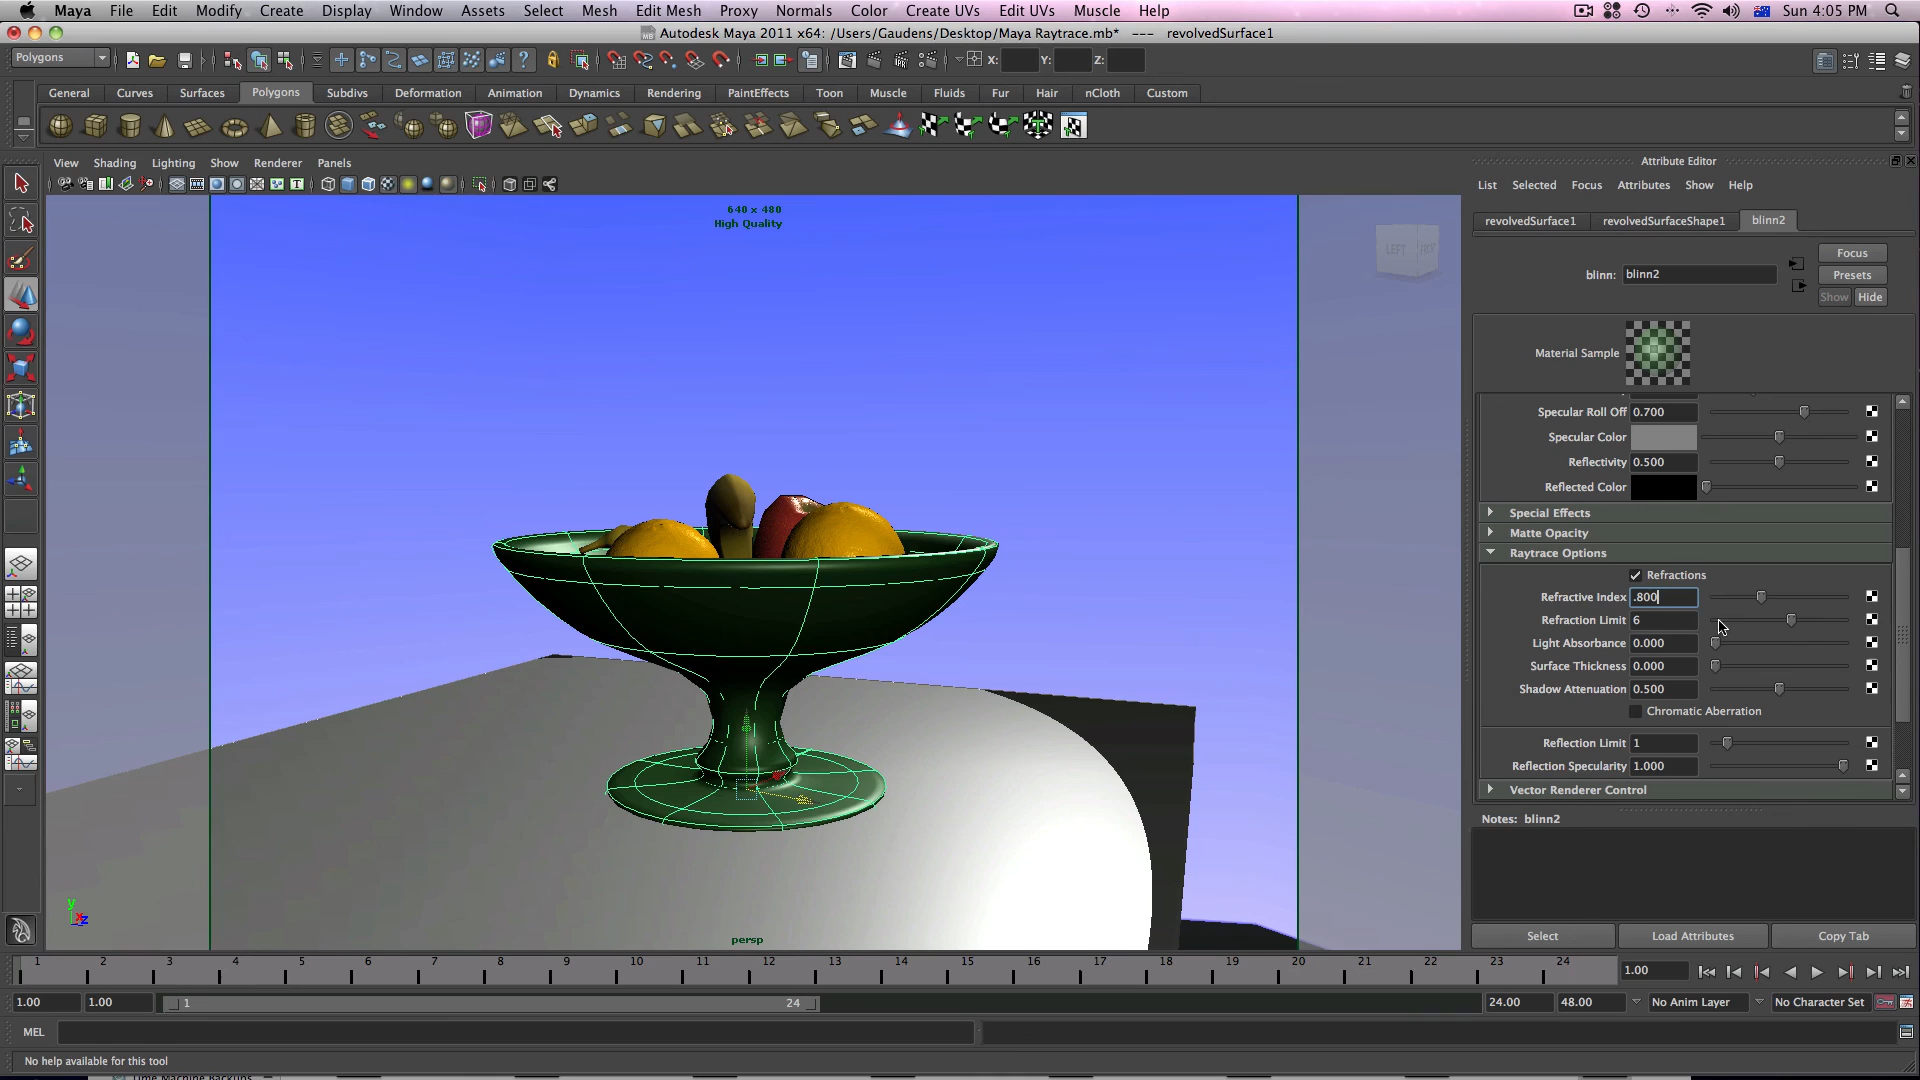 Maya File Edit Modify Create Display Window Assets Select Mesh Edit Mesh Proxy Normals Color Create UVs Edit UVs Muscle Help Sun 4:05 PM
Autodesk Maya 2011 x64: /Users/Gaudens/Desktop/Maya Raytrace.mb* --- revolvedSurface1
Polygons X: Y: Z:
General Curves Surfaces Polygons Subdivs Deformation Animation Dynamics Rendering PaintEffects Toon Muscle Fluids Fur Hair nCloth Custom
View Shading Lighting Show Renderer Panels
640 x 480
High Quality
LEFT
persp
y
x z
Attribute Editor
List Selected Focus Attributes Show Help
revolvedSurface1 revolvedSurfaceShape1 blinn2
Focus
blinn: blinn2 Presets
Show Hide
Material Sample
Specular Roll Off 0.700
Specular Color
Reflectivity 0.500
Reflected Color
Special Effects
Matte Opacity
Raytrace Options
Refractions
Refractive Index .800
Refraction Limit 6
Light Absorbance 0.000
Surface Thickness 0.000
Shadow Attenuation 0.500
Chromatic Aberration
Reflection Limit 1
Reflection Specularity 1.000
Vector Renderer Control
Notes: blinn2
Select Load Attributes Copy Tab
1 2 3 4 5 6 7 8 9 10 11 12 13 14 15 16 17 18 19 20 21 22 23 24 1.00
1.00 1.00 1 24 24.00 48.00 No Anim Layer No Character Set
MEL
No help available for this tool
Time Machine Backups